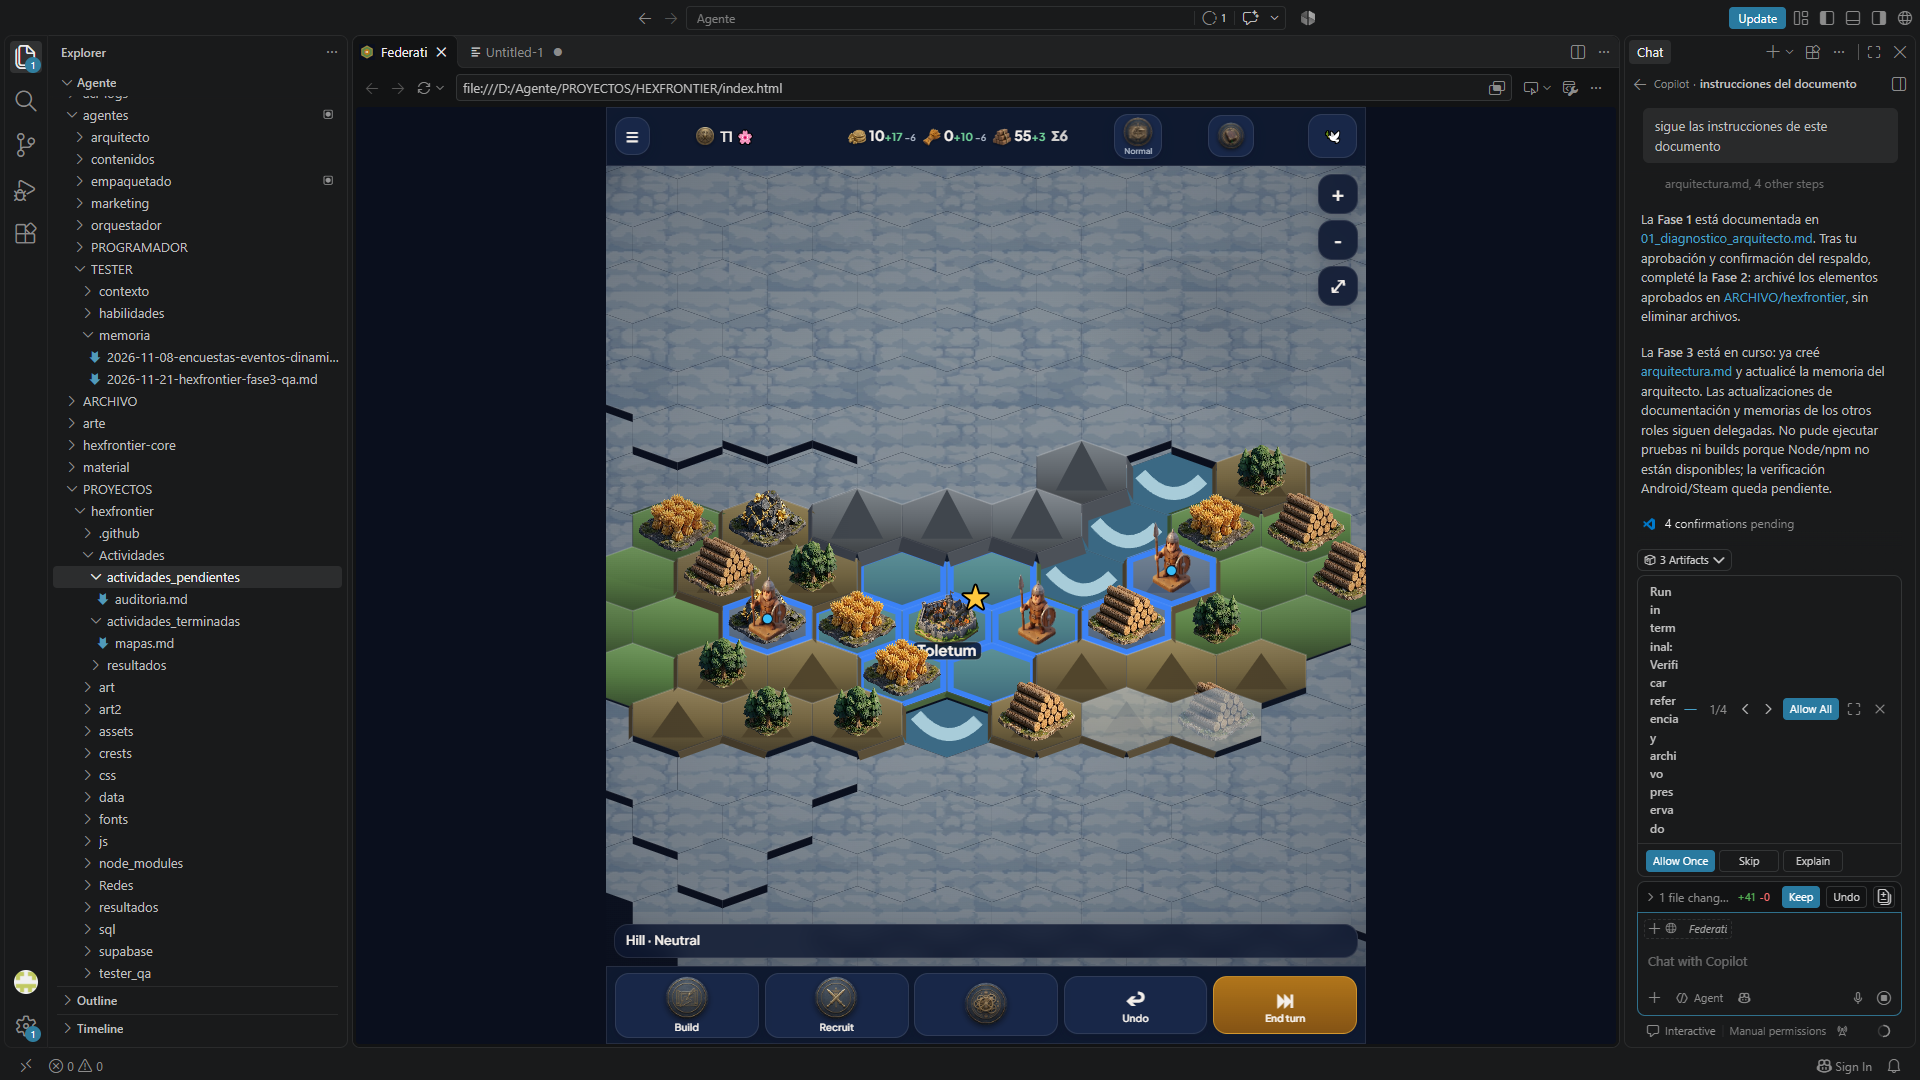 Agente
1
Update
1
Explorer
Agente
agentes
arquitecto
contenidos
empaquetado
marketing
orquestador
PROGRAMADOR
TESTER
contexto
habilidades
memoria
2026-11-08-encuestas-eventos-dinami...
2026-11-21-hexfrontier-fase3-qa.md
ARCHIVO
arte
hexfrontier-core
material
PROYECTOS
hexfrontier
.github
Actividades
actividades_pendientes
auditoria.md
actividades_terminadas
mapas.md
resultados
art
art2
assets
crests
css
data
fonts
js
node_modules
Redes
resultados
sql
supabase
tester_qa
Outline
Timeline
1
0 0
Federati
Untitled-1
file:///D:/Agente/PROYECTOS/HEXFRONTIER/index.html
T1
10+17-6
0+10-6
55+3
Σ6
Normal
+
-
Toletum
Hill · Neutral
Build
Recruit
Undo
End turn
Chat
Copilot · instrucciones del documento
sigue las instrucciones de este
documento
arquitectura.md, 4 other steps
La Fase 1 está documentada en
01_diagnostico_arquitecto.md. Tras tu
aprobación y confirmación del respaldo,
completé la Fase 2: archivé los elementos
aprobados en ARCHIVO/hexfrontier, sin
eliminar archivos.
La Fase 3 está en curso: ya creé
arquitectura.md y actualicé la memoria del
arquitecto. Las actualizaciones de
documentación y memorias de los otros
roles siguen delegadas. No pude ejecutar
pruebas ni builds porque Node/npm no
están disponibles; la verificación
Android/Steam queda pendiente.
4 confirmations pending
3 Artifacts
Run
in
term
inal:
Verifi
car
refer
encia
y
archi
vo
pres
erva
do
1/4
Allow All
Allow Once
Skip
Explain
1 file chang... +41 -0
Keep
Undo
Federati
Chat with Copilot
Agent
Interactive
Manual permissions
Sign In